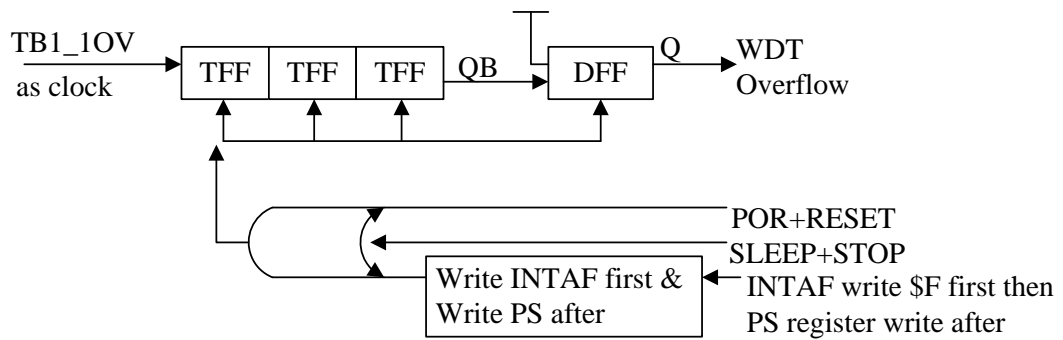 TB1_1OV
as clock
TFF
TFF
TFF
QB
DFF
Q
WDT
Overflow
POR+RESET
SLEEP+STOP
Write INTAF first &
Write PS after
INTAF write $F first then
PS register write after